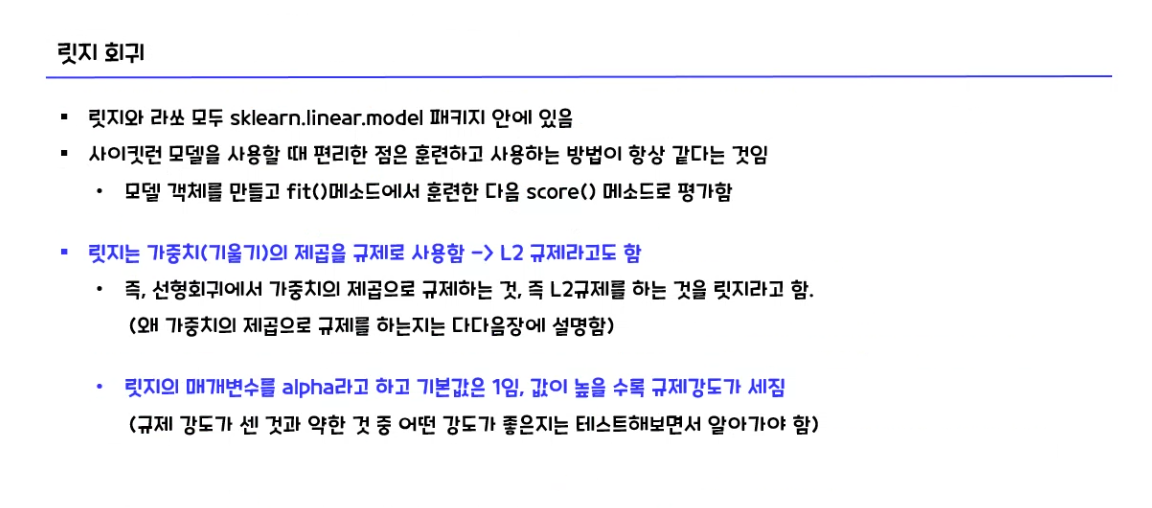 릿지 회귀
▪ 릿지와 라쏘 모두 sklearn.linear.model 패키지 안에 있음
▪ 사이킷런 모델을 사용할 때 편리한 점은 훈련하고 사용하는 방법이 항상 같다는 것임
• 모델 객체를 만들고 fit()메소드에서 훈련한 다음 score() 메소드로 평가함
▪ 릿지는 가중치(기울기)의 제곱을 규제로 사용함 -> L2 규제라고도 함
• 즉, 선형회귀에서 가중치의 제곱으로 규제하는 것, 즉 L2규제를 하는 것을 릿지라고 함.
(왜 가중치의 제곱으로 규제를 하는지는 다다음장에 설명함)
• 릿지의 매개변수를 alpha라고 하고 기본값은 1임, 값이 높을 수록 규제강도가 세짐
(규제 강도가 센 것과 약한 것 중 어떤 강도가 좋은지는 테스트해보면서 알아가야 함)